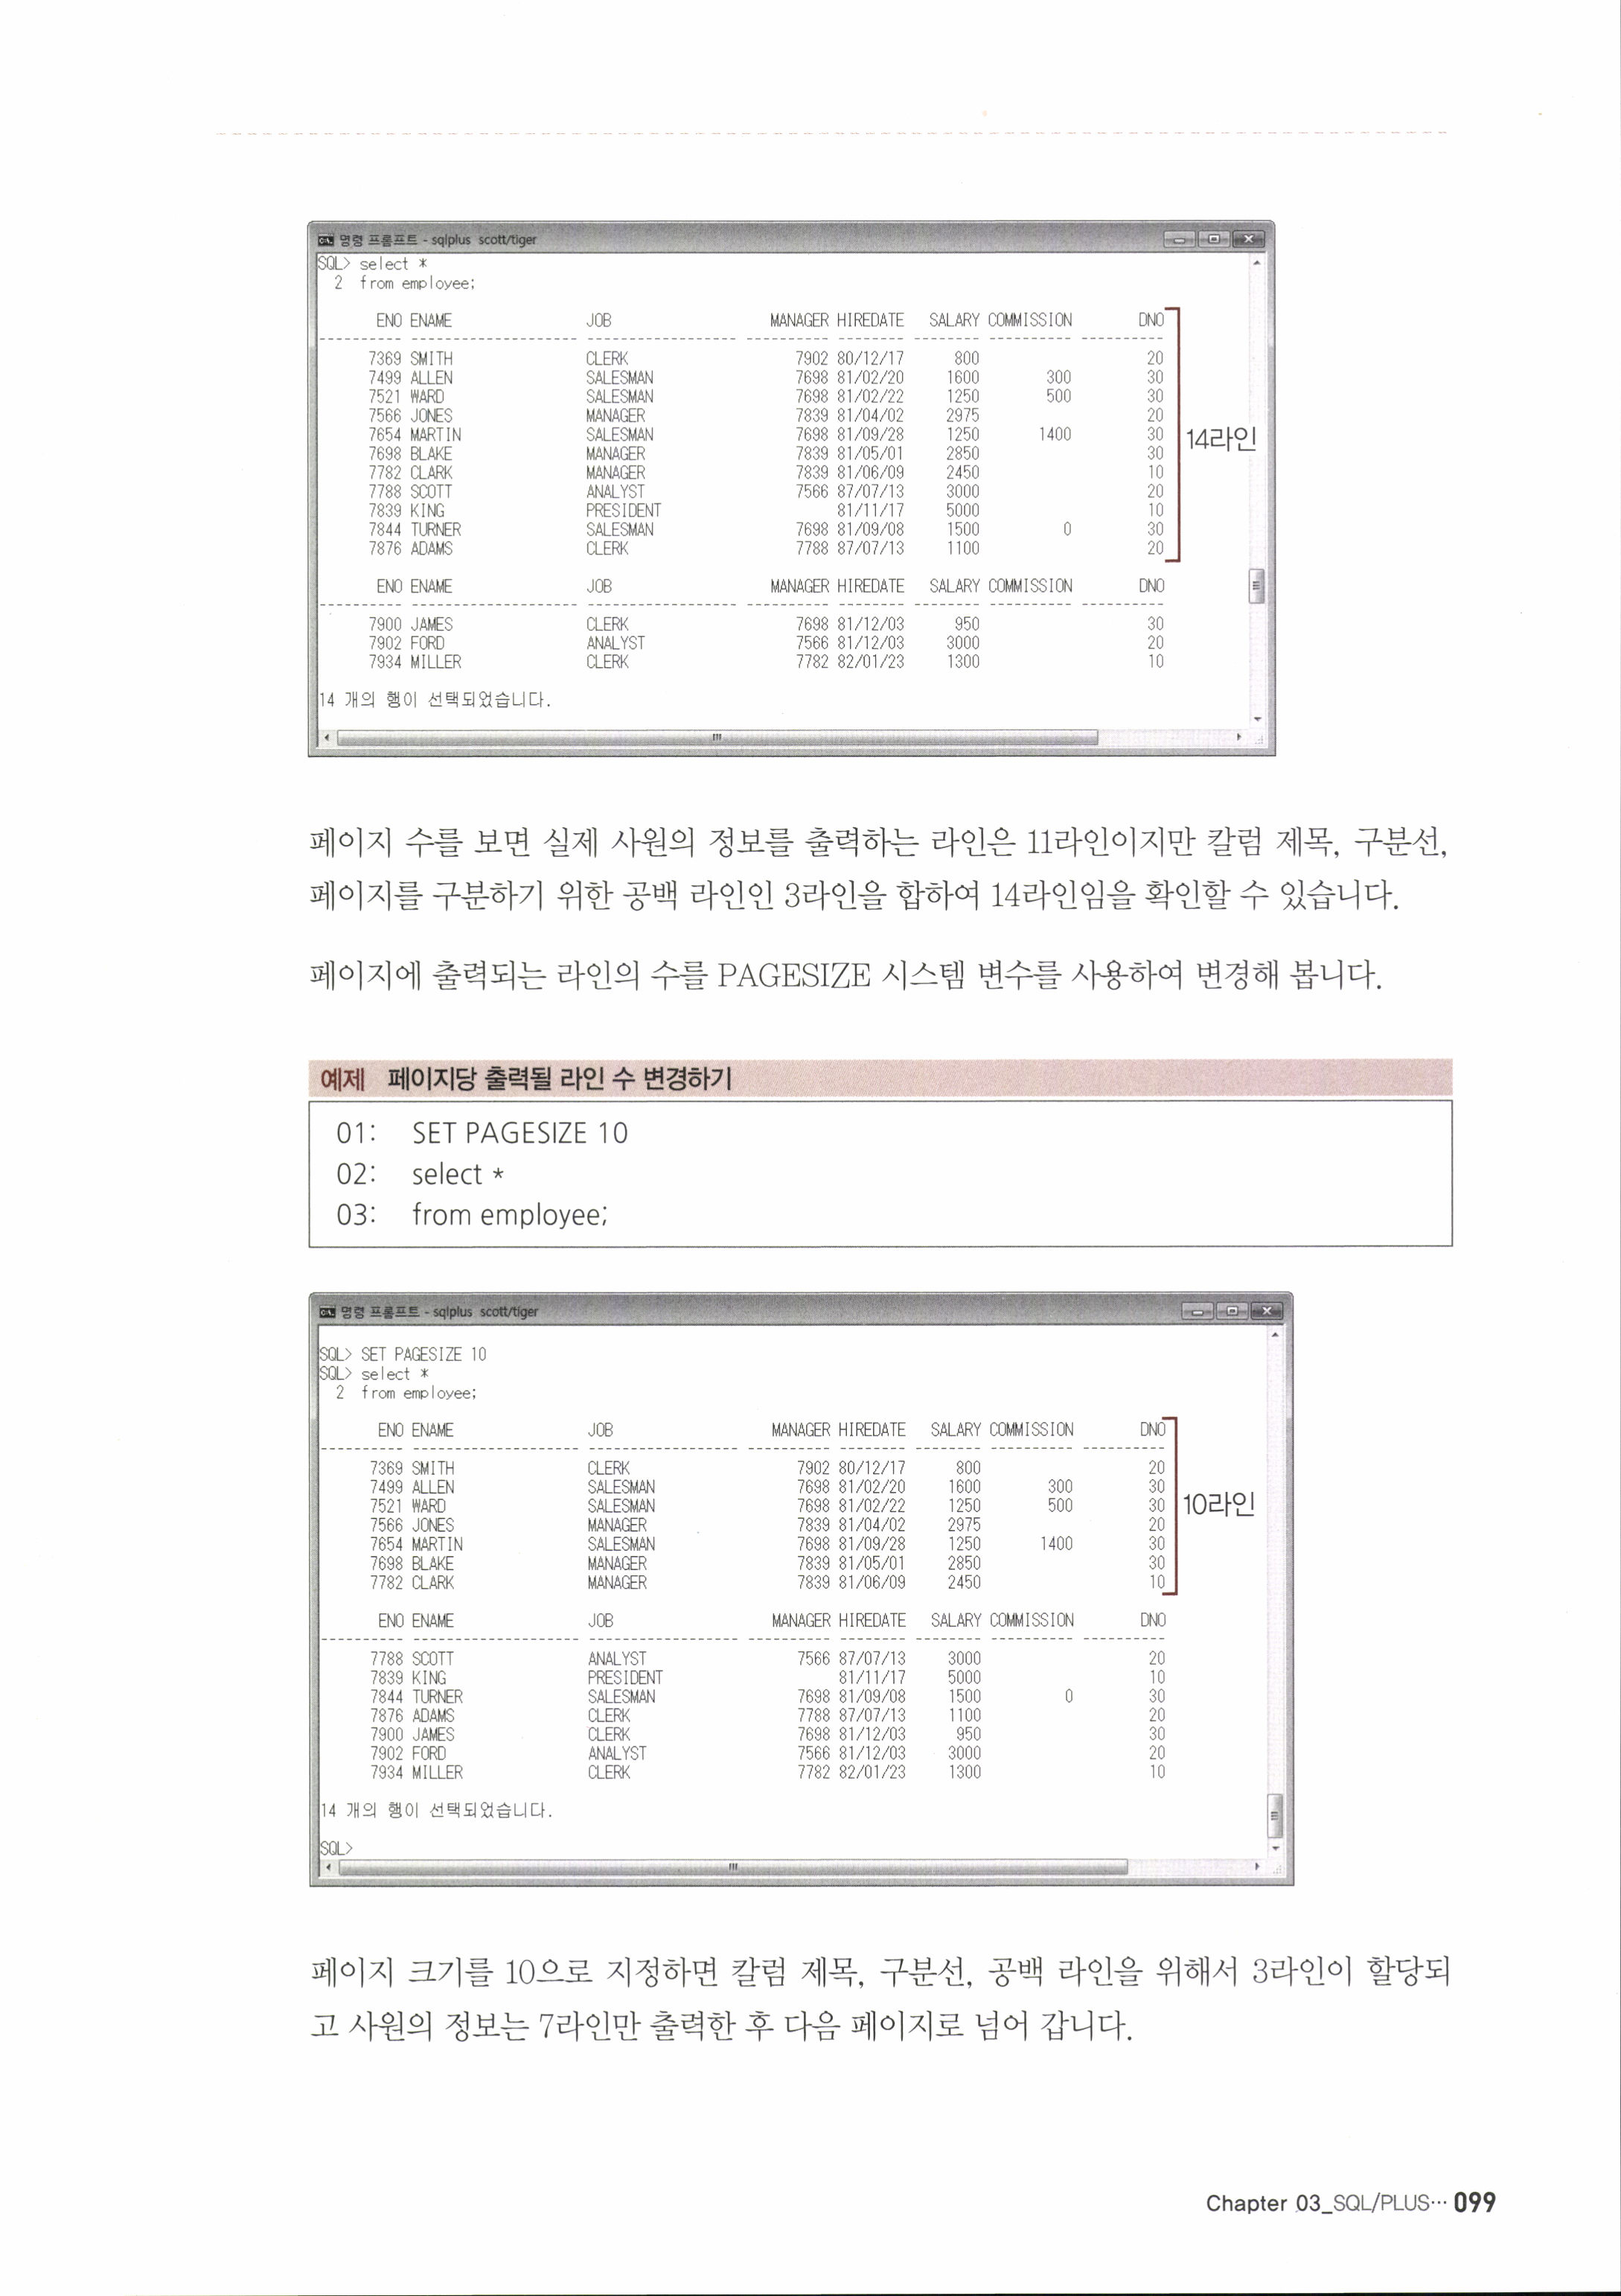 명령 프롬프트 - sqlplus scott/tiger
SQL> select *
2 from employee;
ENO ENAME JOB MANAGER HIREDATE SALARY COMMISSION DNO
7369 SMITH CLERK 7902 80/12/17 800 20
7499 ALLEN SALESMAN 7698 81/02/20 1600 300 30
7521 WARD SALESMAN 7698 81/02/22 1250 500 30
7566 JONES MANAGER 7839 81/04/02 2975 20
7654 MARTIN SALESMAN 7698 81/09/28 1250 1400 30
7698 BLAKE MANAGER 7839 81/05/01 2850 30
7782 CLARK MANAGER 7839 81/06/09 2450 10
7788 SCOTT ANALYST 7566 87/07/13 3000 20
7839 KING PRESIDENT 81/11/17 5000 10
7844 TURNER SALESMAN 7698 81/09/08 1500 0 30
7876 ADAMS CLERK 7788 87/07/13 1100 20
14라인
ENO ENAME JOB MANAGER HIREDATE SALARY COMMISSION DNO
7900 JAMES CLERK 7698 81/12/03 950 30
7902 FORD ANALYST 7566 81/12/03 3000 20
7934 MILLER CLERK 7782 82/01/23 1300 10
14 개의 행이 선택되었습니다.
페이지 수를 보면 실제 사원의 정보를 출력하는 라인은 11라인이지만 칼럼 제목, 구분선,
페이지를 구분하기 위한 공백 라인인 3라인을 합하여 14라인임을 확인할 수 있습니다.
페이지에 출력되는 라인의 수를 PAGESIZE 시스템 변수를 사용하여 변경해 봅니다.
예제 페이지당 출력될 라인 수 변경하기
01: SET PAGESIZE 10
02: select *
03: from employee;
명령 프롬프트 - sqlplus scott/tiger
SQL> SET PAGESIZE 10
SQL> select *
2 from employee;
ENO ENAME JOB MANAGER HIREDATE SALARY COMMISSION DNO
7369 SMITH CLERK 7902 80/12/17 800 20
7499 ALLEN SALESMAN 7698 81/02/20 1600 300 30
7521 WARD SALESMAN 7698 81/02/22 1250 500 30
7566 JONES MANAGER 7839 81/04/02 2975 20
7654 MARTIN SALESMAN 7698 81/09/28 1250 1400 30
7698 BLAKE MANAGER 7839 81/05/01 2850 30
7782 CLARK MANAGER 7839 81/06/09 2450 10
10라인
ENO ENAME JOB MANAGER HIREDATE SALARY COMMISSION DNO
7788 SCOTT ANALYST 7566 87/07/13 3000 20
7839 KING PRESIDENT 81/11/17 5000 10
7844 TURNER SALESMAN 7698 81/09/08 1500 0 30
7876 ADAMS CLERK 7788 87/07/13 1100 20
7900 JAMES CLERK 7698 81/12/03 950 30
7902 FORD ANALYST 7566 81/12/03 3000 20
7934 MILLER CLERK 7782 82/01/23 1300 10
14 개의 행이 선택되었습니다.
SQL>
페이지 크기를 10으로 지정하면 칼럼 제목, 구분선, 공백 라인을 위해서 3라인이 할당되
고 사원의 정보는 7라인만 출력한 후 다음 페이지로 넘어 갑니다.
Chapter 03_SQL/PLUS··· 099